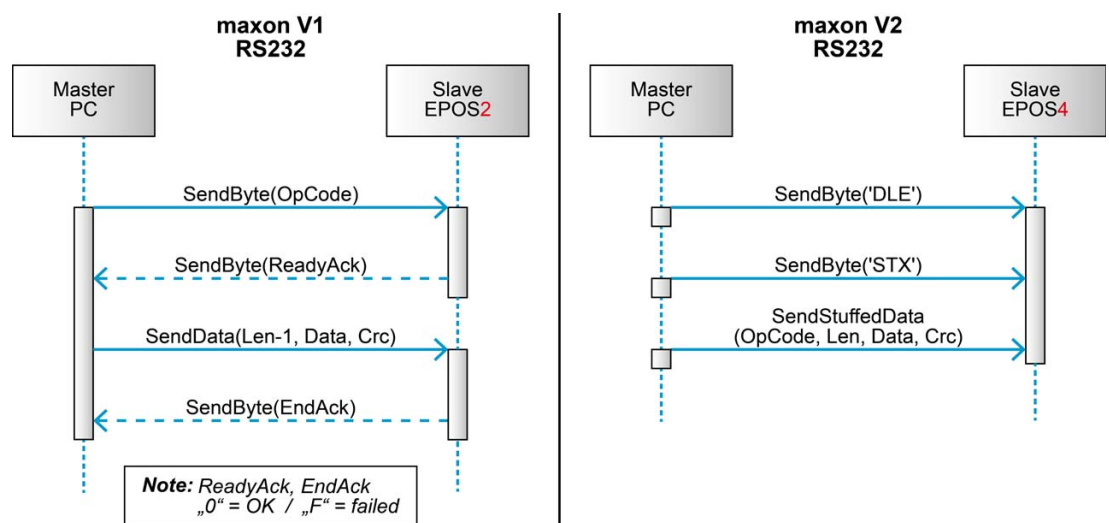 maxon V1
RS232
Master
PC
Slave
EPOS2
SendByte(OpCode)
SendByte(ReadyAck)
SendData(Len-1, Data, Crc)
SendByte(EndAck)
Note: ReadyAck, EndAck
„0“ = OK / „F“ = failed
maxon V2
RS232
Master
PC
Slave
EPOS4
SendByte('DLE')
SendByte('STX')
SendStuffedData
(OpCode, Len, Data, Crc)